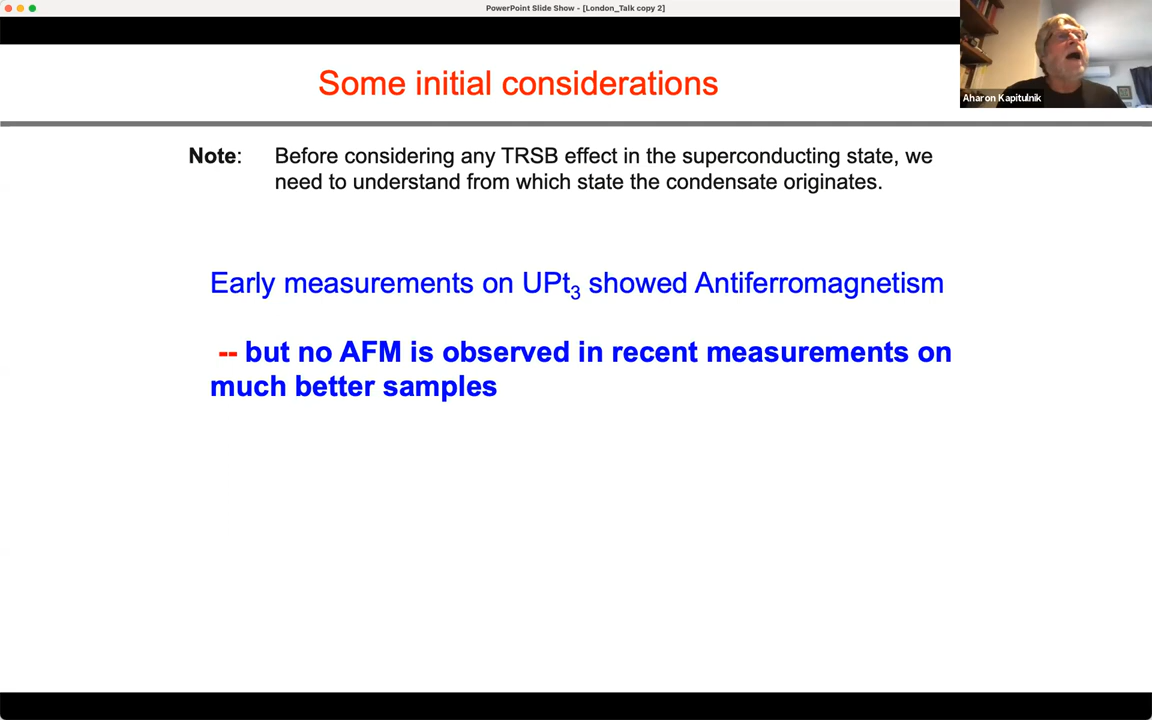 PowerPoint Slide Show - [London_Talk copy 2]
Some initial considerations
Aharon Kapitulnik
Note: Before considering any TRSB effect in the superconducting state, we
need to understand from which state the condensate originates.
Early measurements on UPt3 showed Antiferromagnetism
-- but no AFM is observed in recent measurements on
much better samples